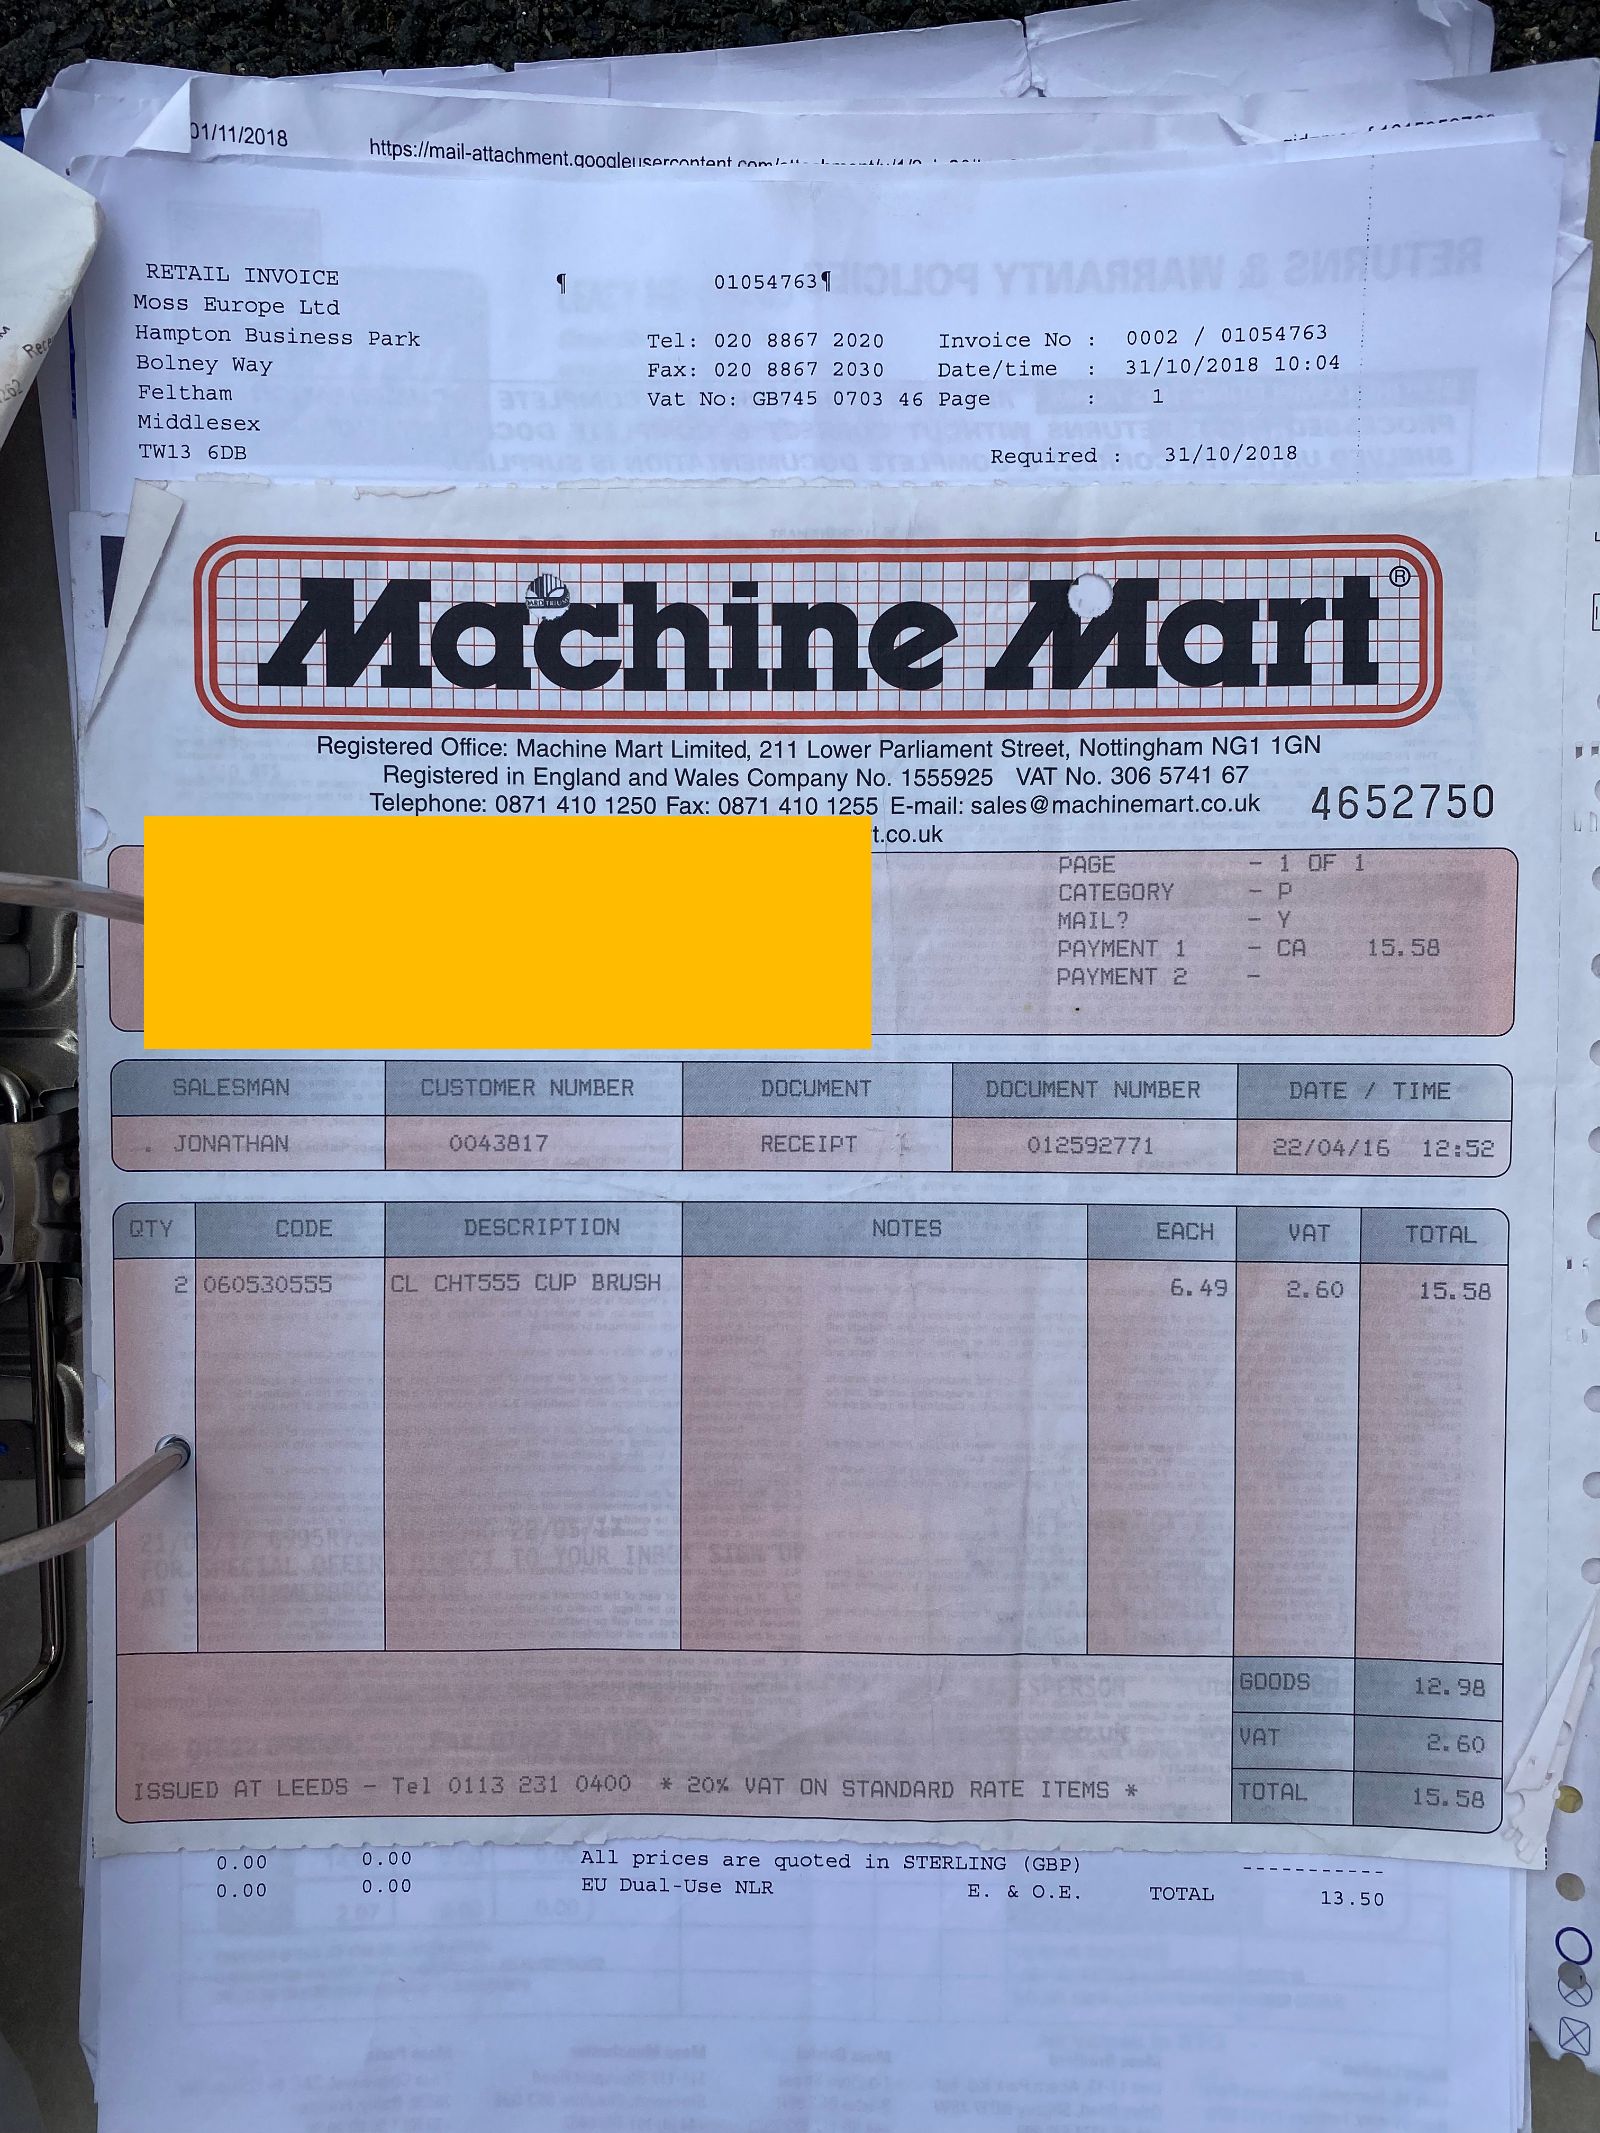 01/11/2018
RETAIL INVOICE ¶ 01054763¶
Moss Europe Ltd
Hampton Business Park Tel: 020 8867 2020 Invoice No : 0002 / 01054763
Bolney Way Fax: 020 8867 2030 Date/time : 31/10/2018 10:04
Feltham Vat No: GB745 0703 46 Page : 1
Middlesex
TW13 6DB Required : 31/10/2018
Machine Mart ®
Registered Office: Machine Mart Limited, 211 Lower Parliament Street, Nottingham NG1 1GN
Registered in England and Wales Company No. 1555925 VAT No. 306 5741 67
Telephone: 0871 410 1250 Fax: 0871 410 1255 E-mail: sales@machinemart.co.uk 4652750
t.co.uk
PAGE - 1 OF 1
CATEGORY - P
MAIL? - Y
PAYMENT 1 - CA 15.58
PAYMENT 2 -
SALESMAN CUSTOMER NUMBER DOCUMENT DOCUMENT NUMBER DATE / TIME
. JONATHAN 0043817 RECEIPT 012592771 22/04/16 12:52
QTY CODE DESCRIPTION NOTES EACH VAT TOTAL
2 060530555 CL CHT555 CUP BRUSH 6.49 2.60 15.58
GOODS 12.98
VAT 2.60
ISSUED AT LEEDS - Tel 0113 231 0400 * 20% VAT ON STANDARD RATE ITEMS * TOTAL 15.58
0.00 0.00 All prices are quoted in STERLING (GBP) -----------
0.00 0.00 EU Dual-Use NLR E. & O.E. TOTAL 13.50